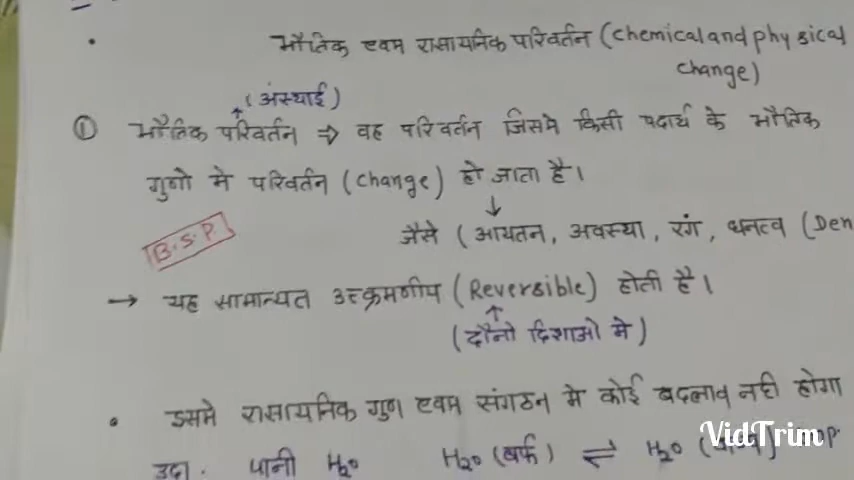 भौतिक एवम रासायनिक परिवर्तन (Chemical and physical
change)
(अस्थाई)
① भौतिक परिवर्तन ⇒ वह परिवर्तन जिसमे किसी पदार्थ के भौतिक
गुणो मे परिवर्तन (Change) हो जाता है।
जैसे (आयतन, अवस्था, रंग, घनत्व (Den
B.S.P.
→ यह सामान्यत उत्क्रमणीय (Reversible) होती है।
(दौनो दिशाओ मे)
• इसमे रासायनिक गुण एवम संगठन मे कोई बदलाव नही होगा
उदा. पानी H₂O H₂O (बर्फ) ⇌ H₂O
VidTrim